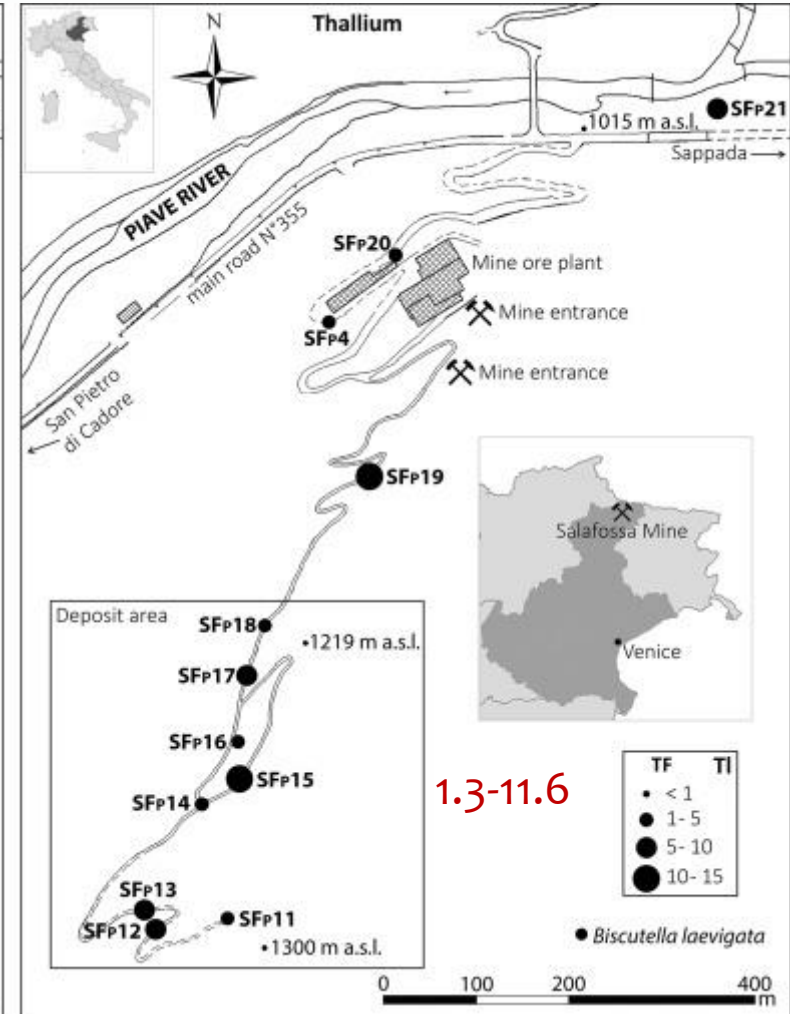 Thallium
N
SFP21
1015 m a.s.l.
Sappada
PIAVE RIVER
main road N°355
SFP20
Mine ore plant
SFP4
Mine entrance
Mine entrance
San Pietro
di Cadore
SFP19
Salafossa Mine
Venice
Deposit area
SFP18
1219 m a.s.l.
SFP17
SFP16
SFP15
SFP14
1.3-11.6
TF Tl
< 1
1- 5
5- 10
10- 15
SFP13
SFP12
SFP11
1300 m a.s.l.
Biscutella laevigata
0 100 200 400
m